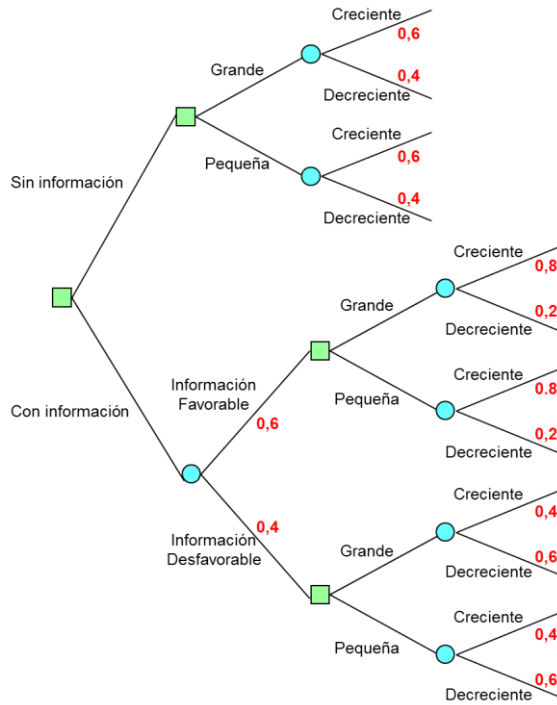 Creciente
0,6
Grande
0,4
Decreciente
Creciente
0,6
Pequeña
0,4
Decreciente
Sin información
Creciente
0,8
Grande
0,2
Decreciente
Información
Favorable
Creciente
0,8
Pequeña
0,2
Decreciente
Con información
0,6
0,4
Información
Desfavorable
Creciente
0,4
Grande
0,6
Decreciente
Creciente
0,4
Pequeña
0,6
Decreciente